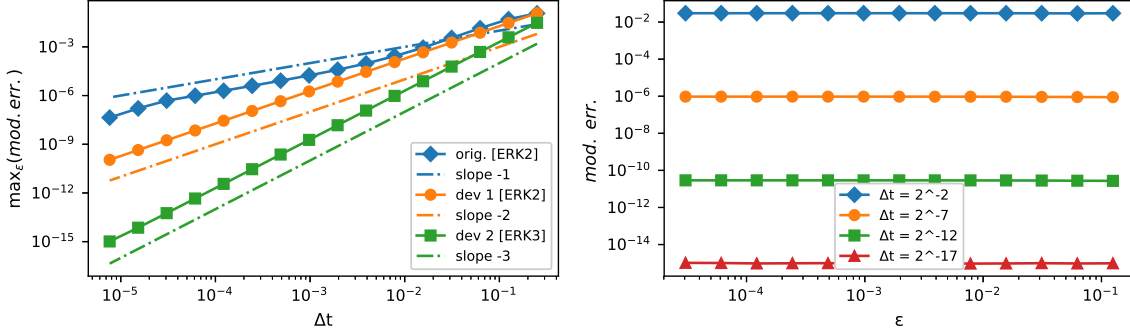 10⁻³
10⁻⁶
10⁻⁹
10⁻¹²
10⁻¹⁵
max_ε(mod. err.)
10⁻⁵
10⁻⁴
10⁻³
10⁻²
10⁻¹
Δt
orig. [ERK2]
slope -1
dev 1 [ERK2]
slope -2
dev 2 [ERK3]
slope -3
10⁻²
10⁻⁴
10⁻⁶
10⁻⁸
10⁻¹⁰
10⁻¹²
10⁻¹⁴
mod. err.
10⁻⁴
10⁻³
10⁻²
10⁻¹
ε
Δt = 2^-2
Δt = 2^-7
Δt = 2^-12
Δt = 2^-17